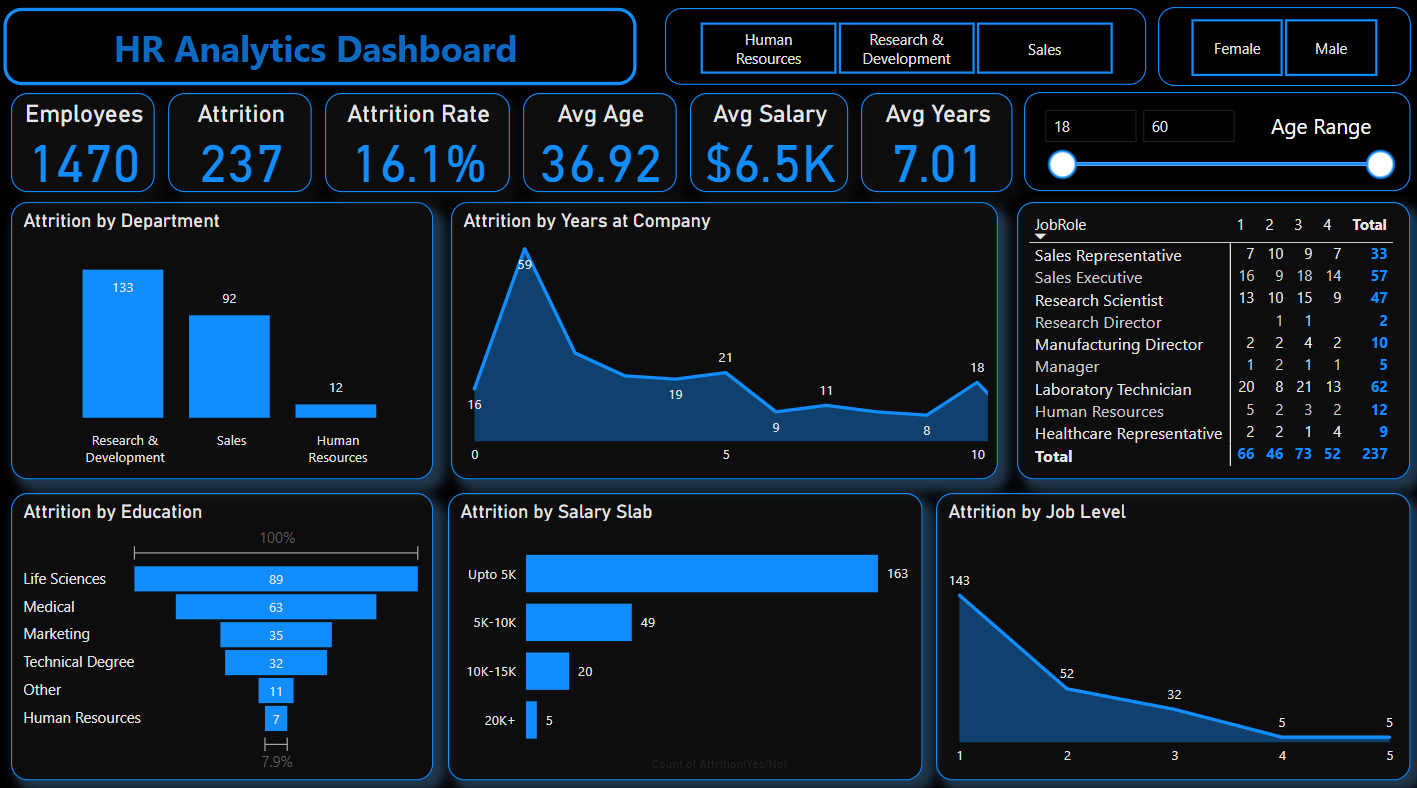 HR Analytics Dashboard
Human
Resources
Research &
Development
Sales
Female
Male
Employees
1470
Attrition
237
Attrition Rate
16.1%
Avg Age
36.92
Avg Salary
$6.5K
Avg Years
7.01
18
60
Age Range
Attrition by Department
133
92
12
Research &
Development
Sales
Human
Resources
Attrition by Years at Company
59
16
19
21
9
11
8
18
0
5
10
JobRole 1 2 3 4 Total
Sales Representative 7 10 9 7 33
Sales Executive 16 9 18 14 57
Research Scientist 13 10 15 9 47
Research Director 1 1 2
Manufacturing Director 2 2 4 2 10
Manager 1 2 1 1 5
Laboratory Technician 20 8 21 13 62
Human Resources 5 2 3 2 12
Healthcare Representative 2 2 1 4 9
Total 66 46 73 52 237
Attrition by Education
100%
Life Sciences 89
Medical 63
Marketing 35
Technical Degree 32
Other 11
Human Resources 7
7.9%
Attrition by Salary Slab
Upto 5K 163
5K-10K 49
10K-15K 20
20K+ 5
Count of Attrition(Yes/No)
Attrition by Job Level
143
52
32
5
5
1
2
3
4
5